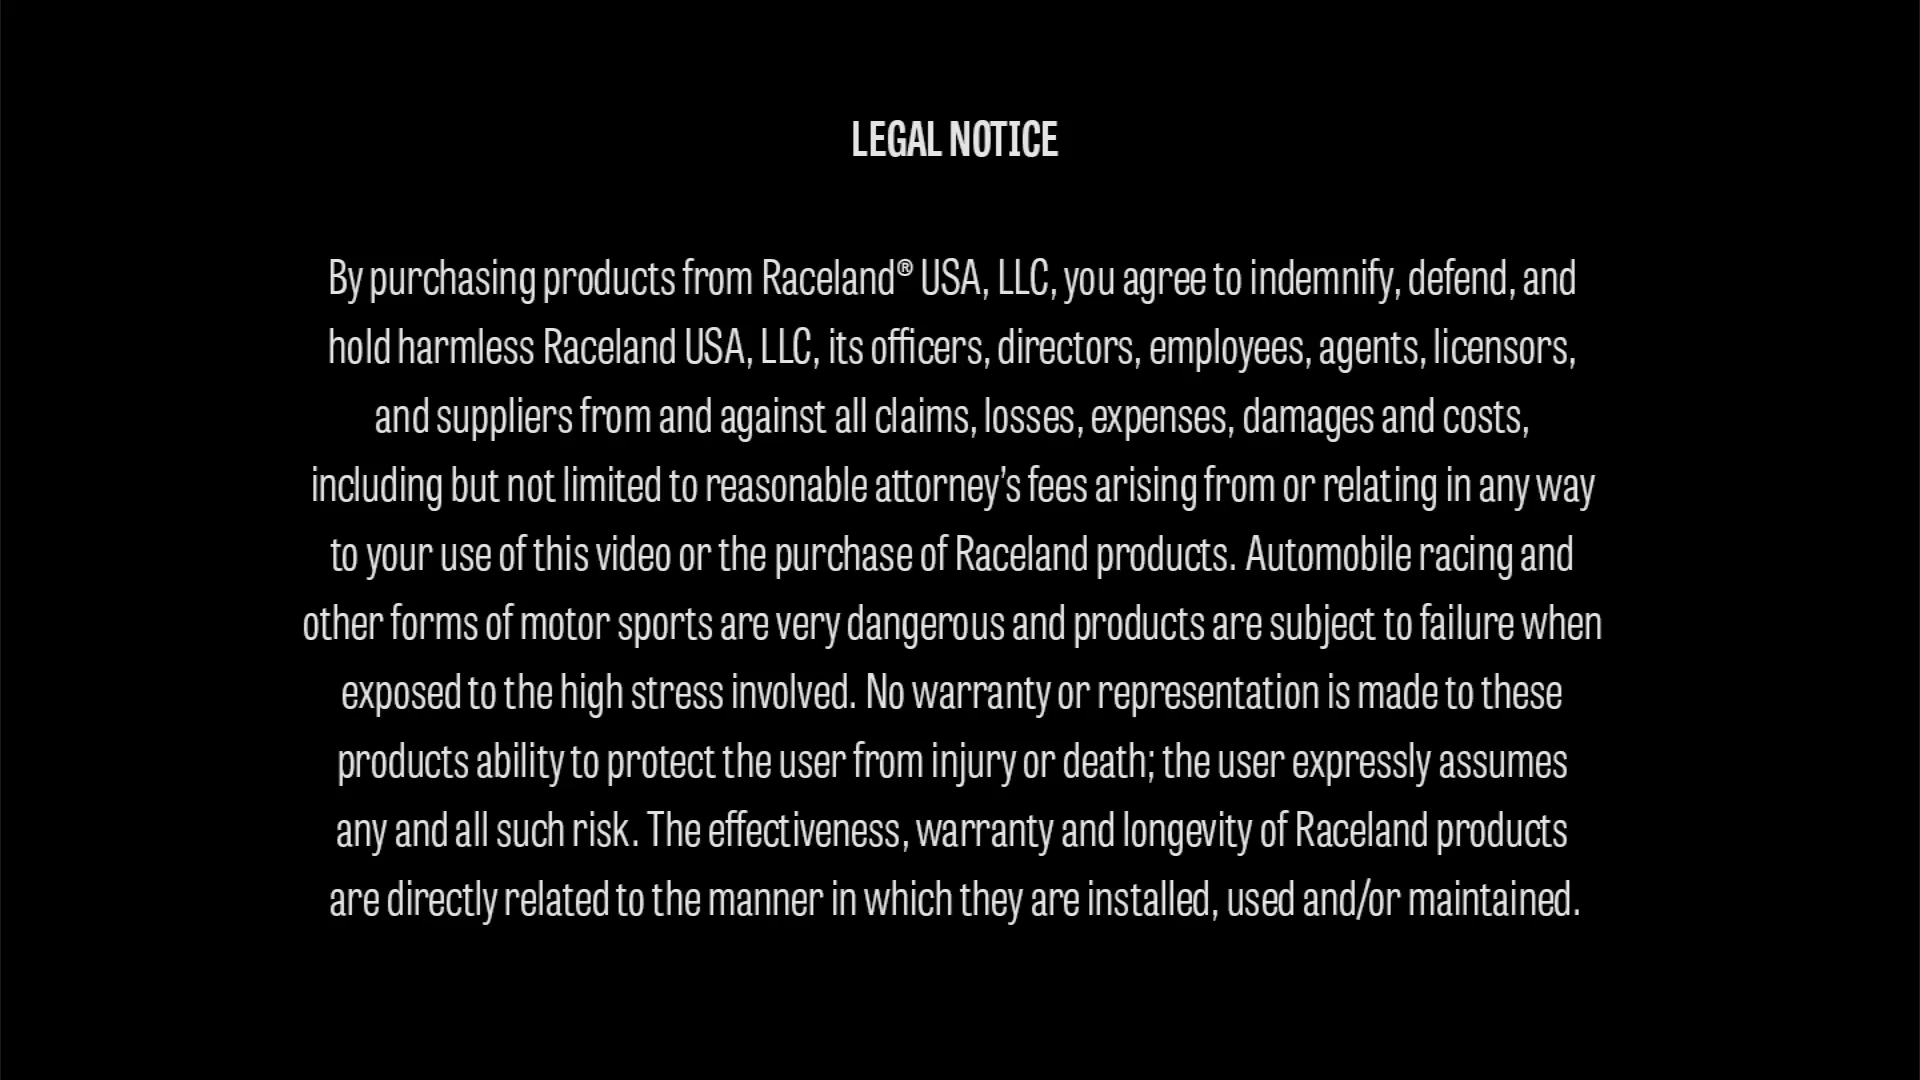 LEGAL NOTICE
By purchasing products from Raceland® USA, LLC, you agree to indemnify, defend, and
hold harmless Raceland USA, LLC, its officers, directors, employees, agents, licensors,
and suppliers from and against all claims, losses, expenses, damages and costs,
including but not limited to reasonable attorney’s fees arising from or relating in any way
to your use of this video or the purchase of Raceland products. Automobile racing and
other forms of motor sports are very dangerous and products are subject to failure when
exposed to the high stress involved. No warranty or representation is made to these
products ability to protect the user from injury or death; the user expressly assumes
any and all such risk. The effectiveness, warranty and longevity of Raceland products
are directly related to the manner in which they are installed, used and/or maintained.